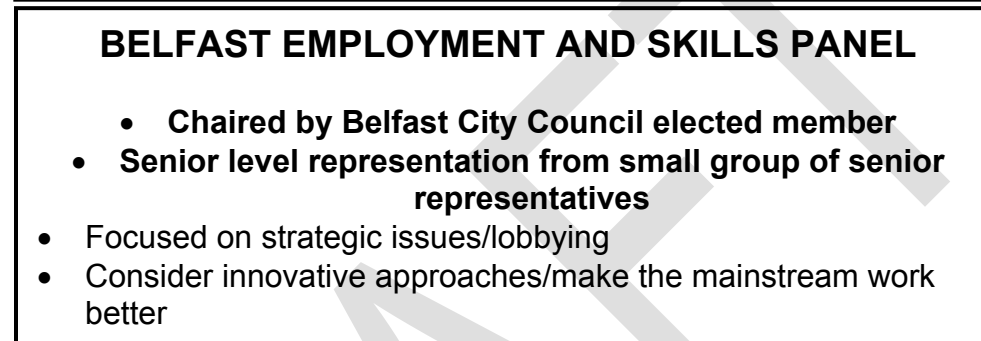 BELFAST EMPLOYMENT AND SKILLS PANEL
• Chaired by Belfast City Council elected member
• Senior level representation from small group of senior
representatives
• Focused on strategic issues/lobbying
• Consider innovative approaches/make the mainstream work
better